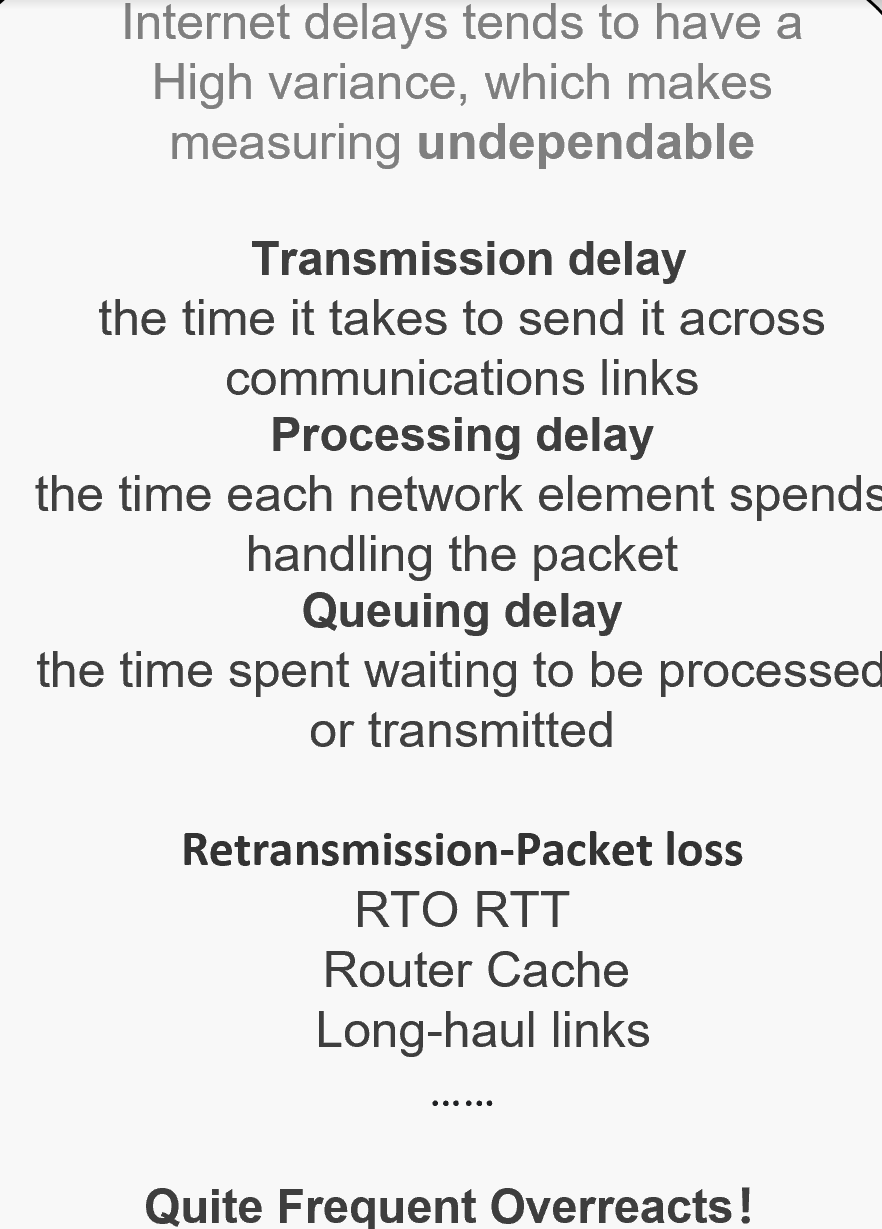 Internet delays tends to have a
High variance, which makes
measuring undependable
Transmission delay
the time it takes to send it across
communications links
Processing delay
the time each network element spends
handling the packet
Queuing delay
the time spent waiting to be processed
or transmitted
Retransmission-Packet loss
RTO RTT
Router Cache
Long-haul links
……
Quite Frequent Overreacts!